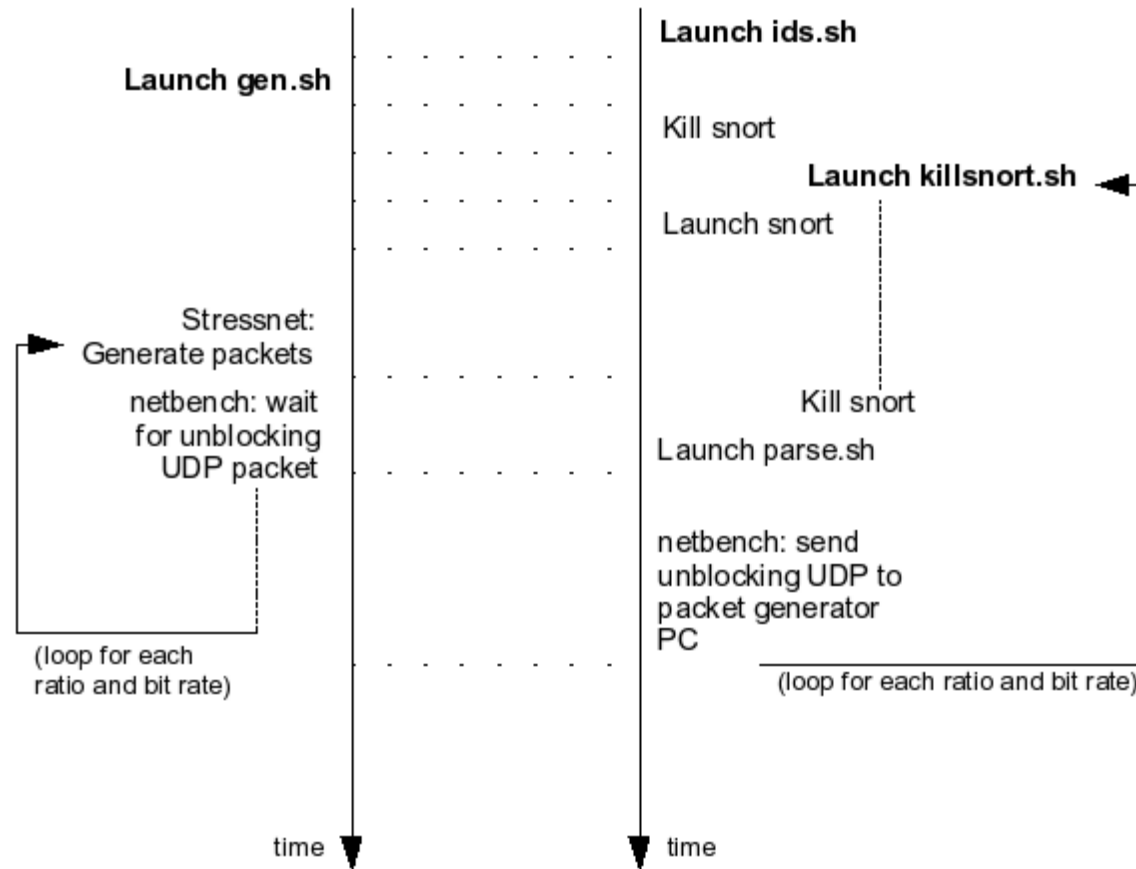 Launch ids.sh
Launch gen.sh
Kill snort
Launch killsnort.sh
Launch snort
Stressnet:
Generate packets
netbench: wait
for unblocking
UDP packet
Kill snort
Launch parse.sh
netbench: send
unblocking UDP to
packet generator
PC
(loop for each
ratio and bit rate)
(loop for each ratio and bit rate)
time
time